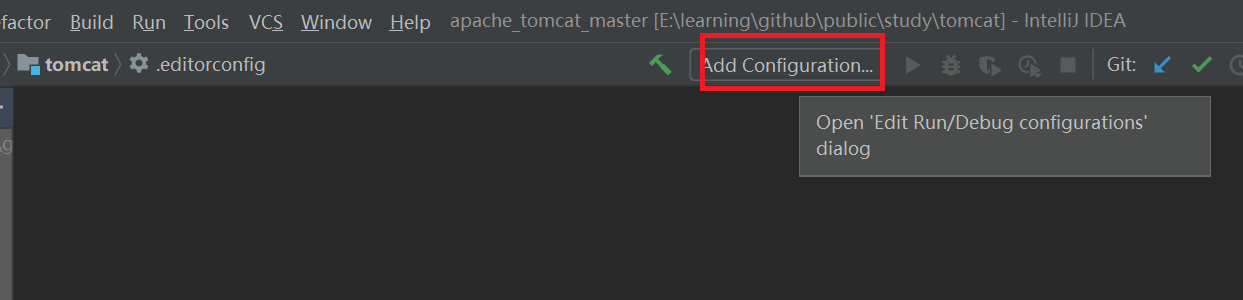 efactor Build Run Tools VCS Window Help apache_tomcat_master [E:\learning\github\public\study\tomcat] - IntelliJ IDEA
tomcat .editorconfig Add Configuration... Git:
Open 'Edit Run/Debug configurations'
dialog
\g